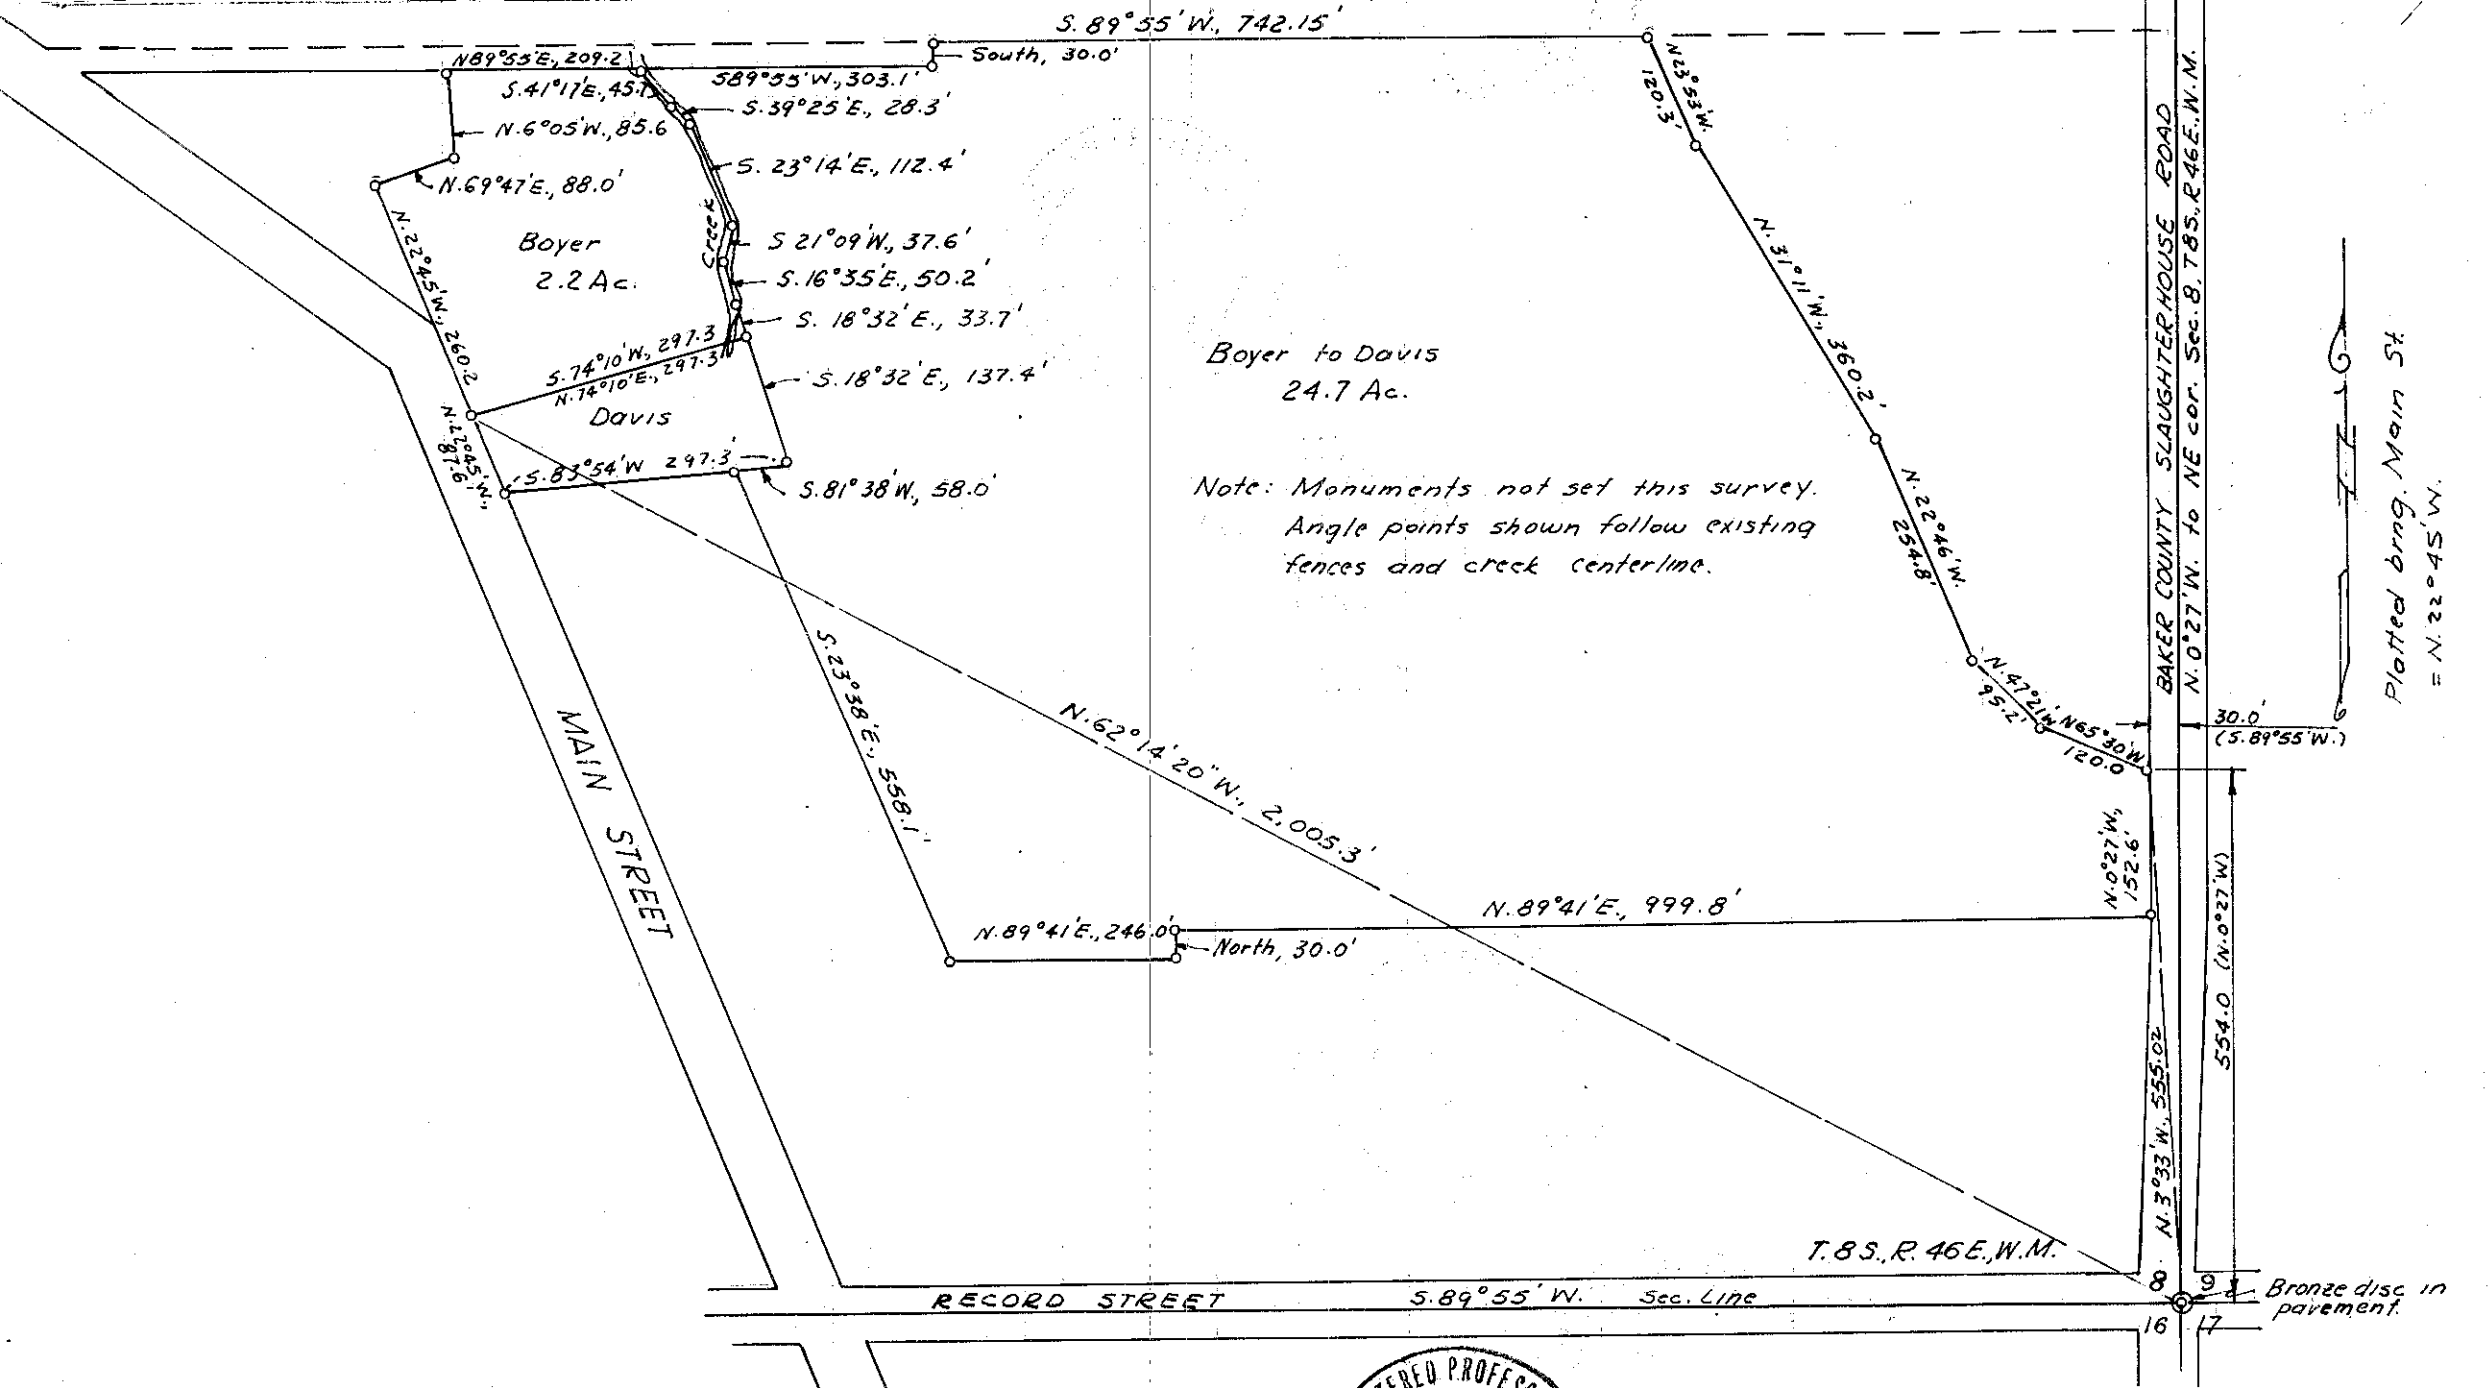 S. 89°55' W., 742.15'
South, 30.0'
N89°55'E., 209.2
S89°55'W., 303.1'
S.41°17'E., 45.7
S. 39°25'E., 28.3'
N.6°05'W., 85.6
S. 23°14'E., 112.4'
N.69°47'E., 88.0'
N.22°45'W., 260.2
Boyer
2.2 Ac.
Creek
S 21°09'W., 37.6'
S. 16°35'E., 50.2'
S. 18°32'E., 33.7'
S.74°10'W., 297.3
N.74°10'E., 297.3
S. 18°32'E., 137.4'
Davis
N.22°45'W.,
87.6'
S.83°54'W 297.3'
S.81°38'W., 58.0'
N23°53'W.
120.3'
N. 31°11'W., 360.2'
Boyer to Davis
24.7 Ac.
Note: Monuments not set this survey.
Angle points shown follow existing
fences and creek centerline.
N. 22°46'W.
254.8'
N.47°21'W
95.2'
N65°30'W
120.0
BAKER COUNTY SLAUGHTERHOUSE ROAD
N. 0°27'W. to NE cor. Sec. 8. T8S., R46E., W.M.
Plotted brng. Main St.
= N. 22°45'W.
30.0'
(S.89°55'W.)
S. 23°38'E., 558.1'
N.62°14'20"W., 2,005.3'
MAIN STREET
N.0°27'W.,
152.6'
N. 89°41'E., 999.8'
N.89°41'E., 246.0'
North, 30.0'
554.0 (N.0°27'W)
N. 3°33'W., 555.02
T. 8 S., R. 46 E., W.M.
8 9
RECORD STREET
S.89°55' W. Sec. Line
Bronze disc in
pavement.
16 17
TERED PROFES